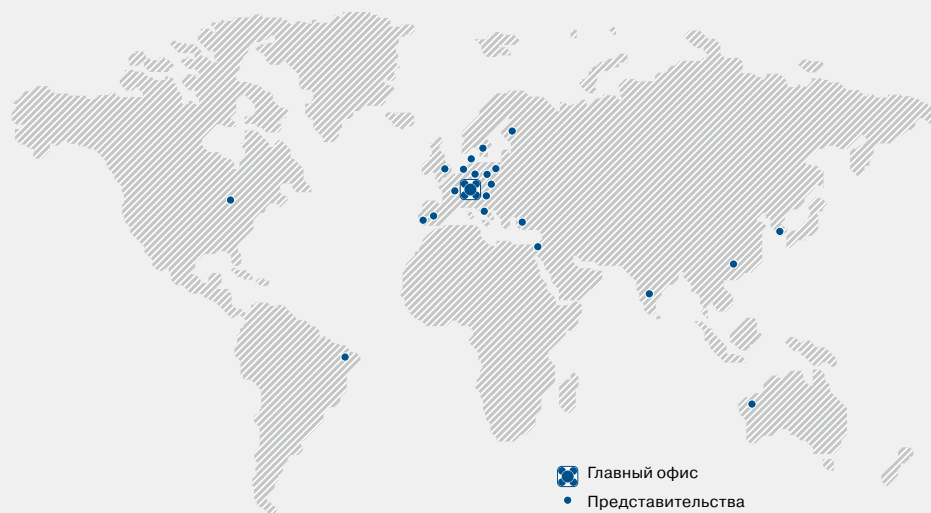 Главный офис
Представительства